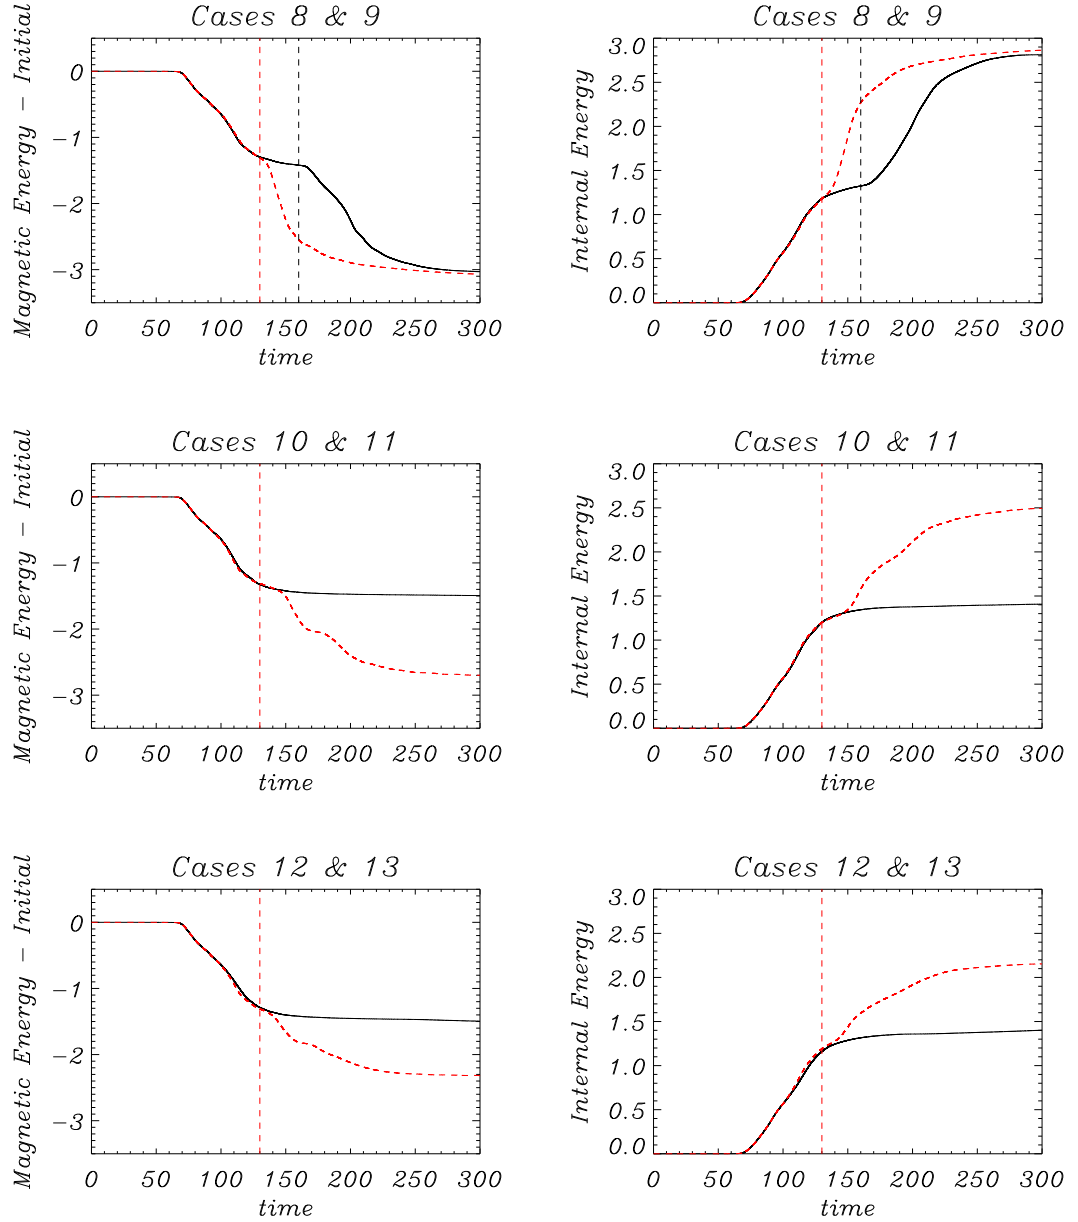 Cases 8 & 9
Magnetic Energy − Initial
0
−1
−2
−3
0 50 100 150 200 250 300
time
Cases 8 & 9
Internal Energy
3.0
2.5
2.0
1.5
1.0
0.5
0.0
0 50 100 150 200 250 300
time
Cases 10 & 11
Magnetic Energy − Initial
0
−1
−2
−3
0 50 100 150 200 250 300
time
Cases 10 & 11
Internal Energy
3.0
2.5
2.0
1.5
1.0
0.5
0.0
0 50 100 150 200 250 300
time
Cases 12 & 13
Magnetic Energy − Initial
0
−1
−2
−3
0 50 100 150 200 250 300
time
Cases 12 & 13
Internal Energy
3.0
2.5
2.0
1.5
1.0
0.5
0.0
0 50 100 150 200 250 300
time